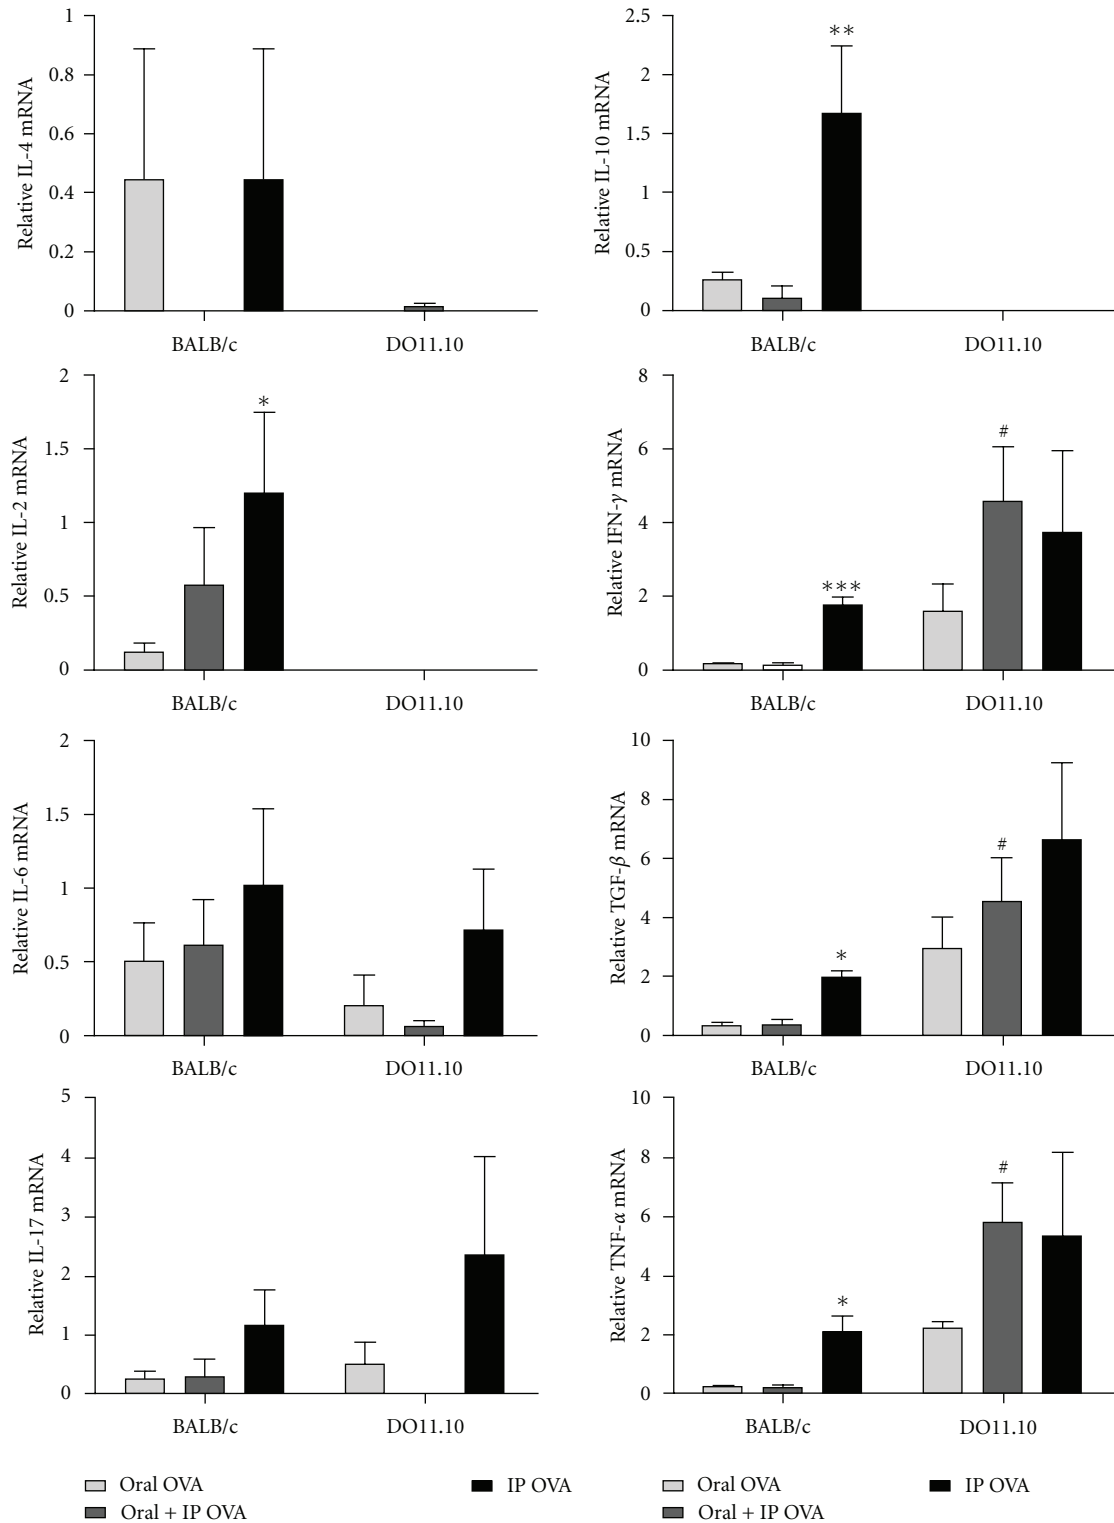 Relative IL-4 mRNA
1
0.8
0.6
0.4
0.2
0
BALB/c DO11.10
Relative IL-10 mRNA
2.5
2
1.5
1
0.5
0
**
BALB/c DO11.10
Relative IL-2 mRNA
2
1.5
1
0.5
0
*
BALB/c DO11.10
Relative IFN-γ mRNA
8
6
4
2
0
***
#
BALB/c DO11.10
Relative IL-6 mRNA
2
1.5
1
0.5
0
BALB/c DO11.10
Relative TGF-β mRNA
10
8
6
4
2
0
*
#
BALB/c DO11.10
Relative IL-17 mRNA
5
4
3
2
1
0
BALB/c DO11.10
Relative TNF-α mRNA
10
8
6
4
2
0
*
#
BALB/c DO11.10
Oral OVA IP OVA
Oral + IP OVA
Oral OVA IP OVA
Oral + IP OVA